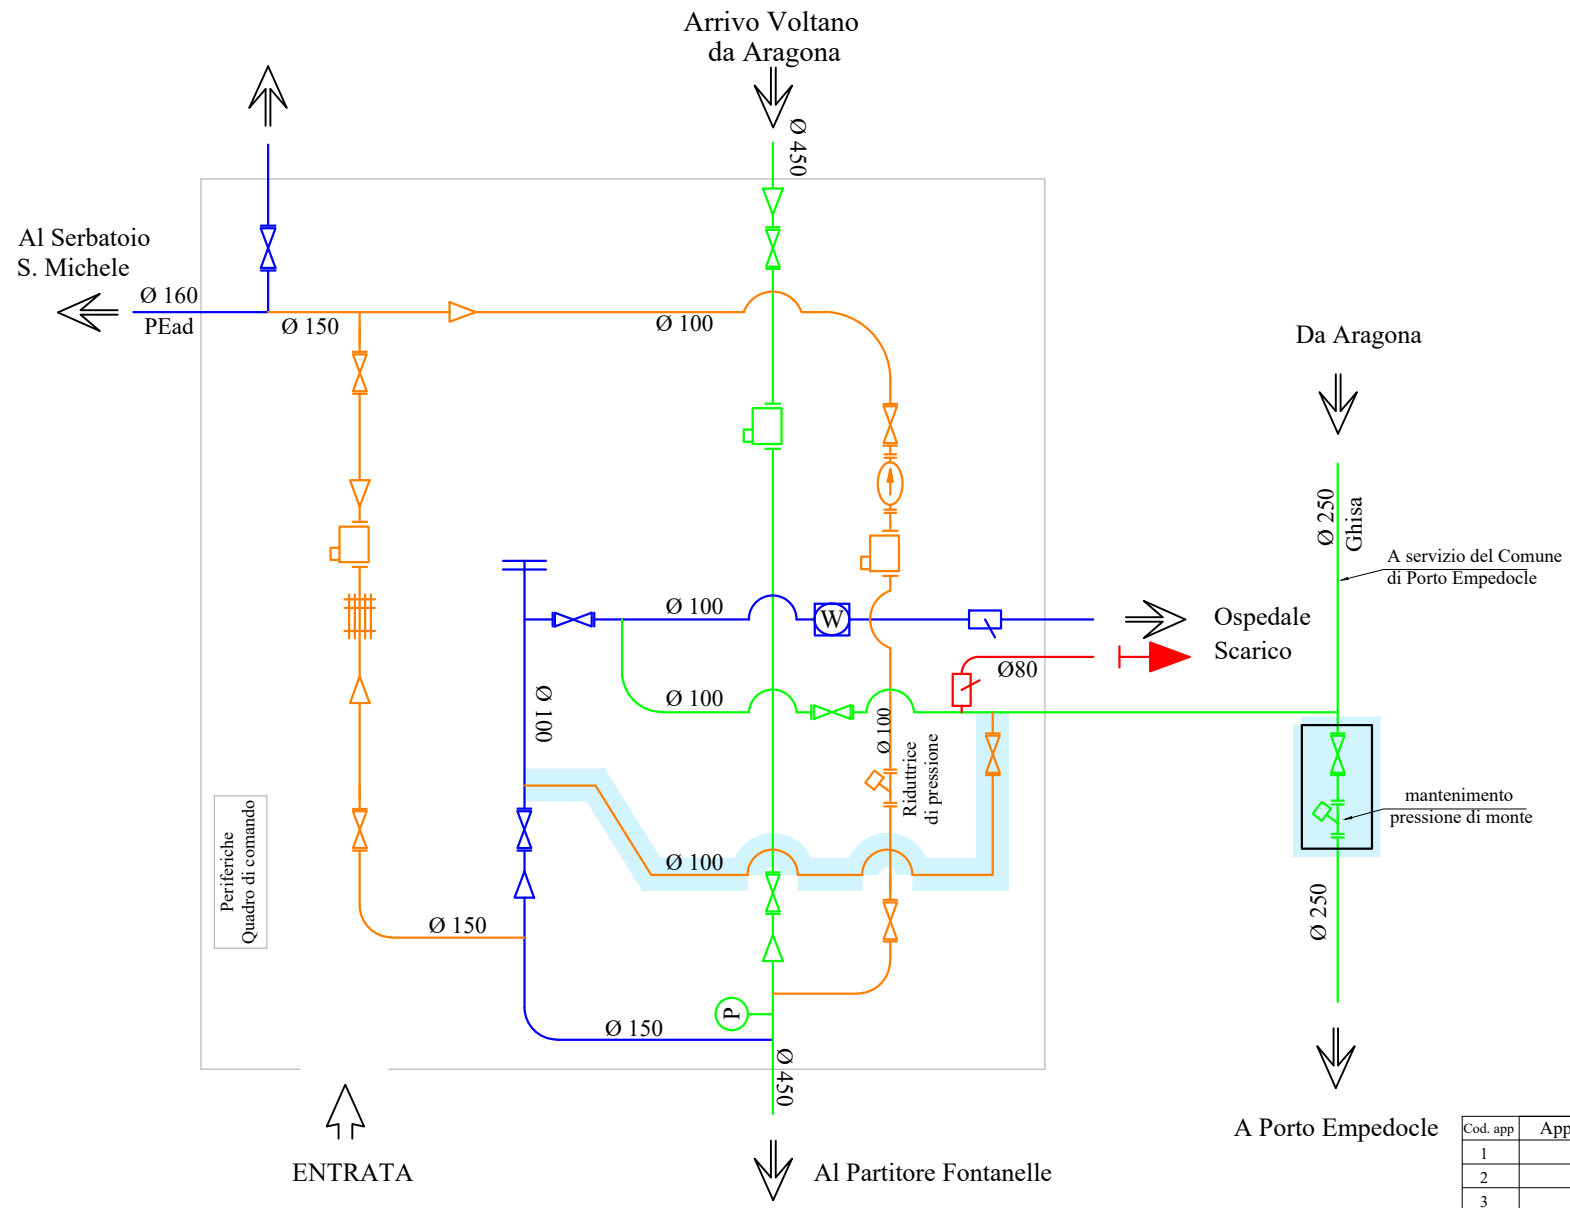 Arrivo Voltano
da Aragona
Ø 450
Al Serbatoio
S. Michele
Ø 160
PEad
Ø 150
Ø 100
Da Aragona
Ø 250
Ghisa
A servizio del Comune
di Porto Empedocle
Ø 100
W
Ospedale
Scarico
Ø80
Ø 100
Ø 100
Ø 100
Riduttrice
di pressione
mantenimento
pressione di monte
Periferiche
Quadro di comando
Ø 100
Ø 150
Ø 250
P
Ø 150
Ø 450
ENTRATA
Al Partitore Fontanelle
A Porto Empedocle
Cod. app App
1
2
3